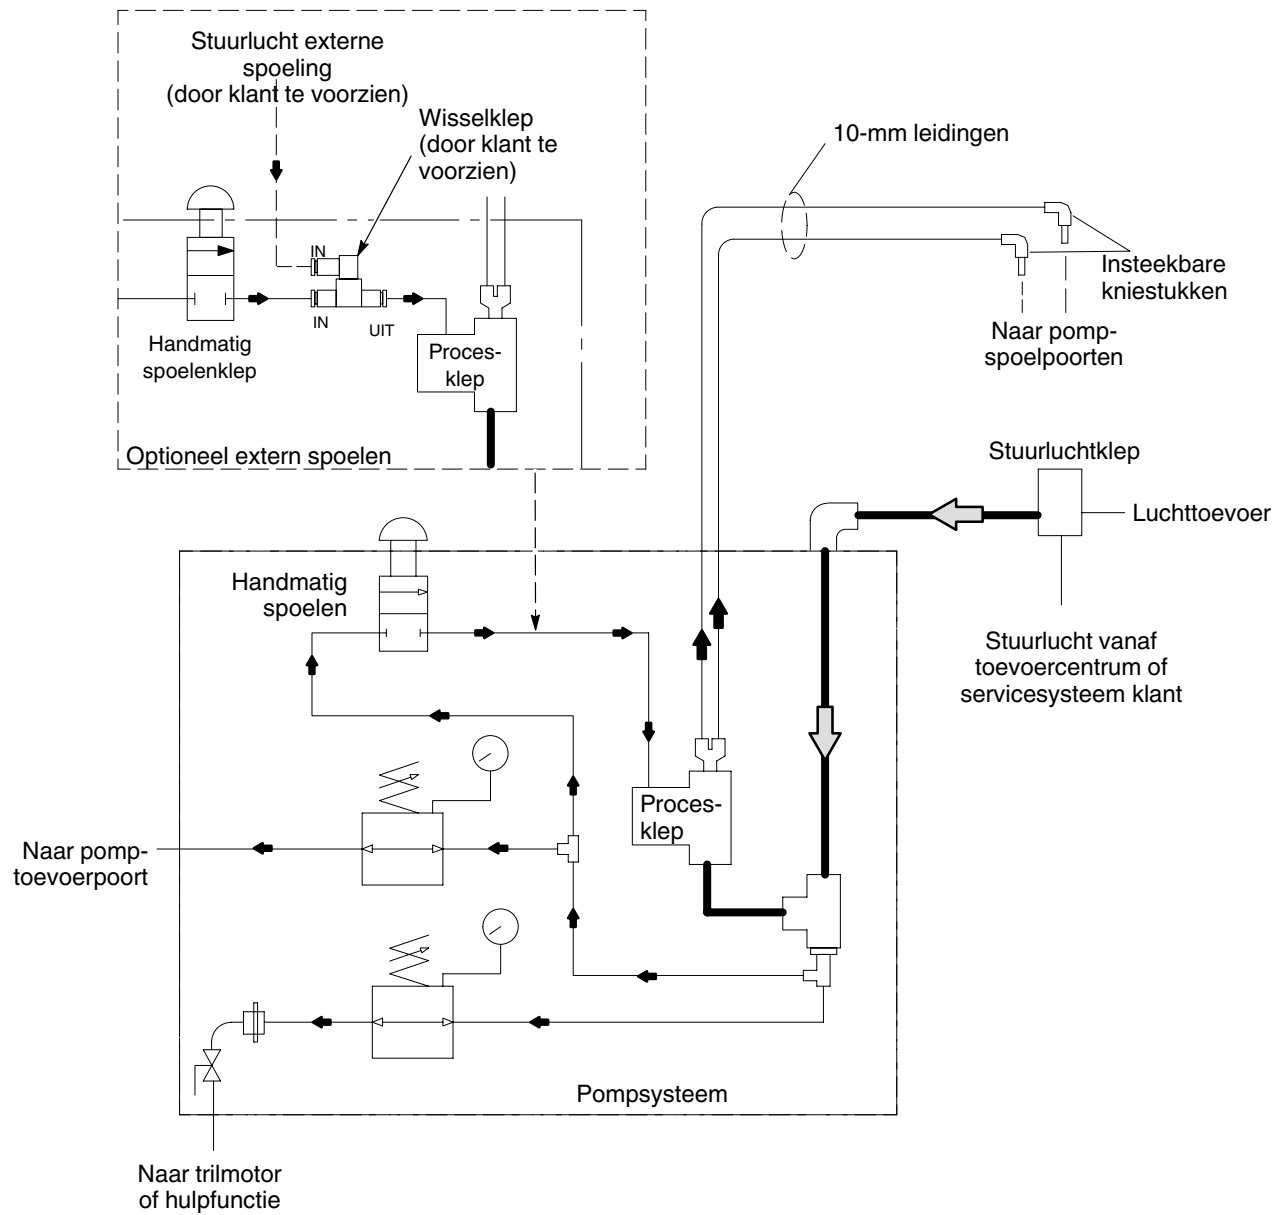 Stuurlucht externe
spoeling
(door klant te voorzien)
Wisselklep
(door klant te
voorzien)
10-mm leidingen
IN
IN
UIT
Handmatig
spoelenklep
Proces-
klep
Optioneel extern spoelen
Insteekbare
kniestukken
Naar pomp-
spoelpoorten
Stuurluchtklep
Luchttoevoer
Handmatig
spoelen
Stuurlucht vanaf
toevoercentrum of
servicesysteem klant
Proces-
klep
Naar pomp-
toevoerpoort
Pompsysteem
Naar trilmotor
of hulpfunctie